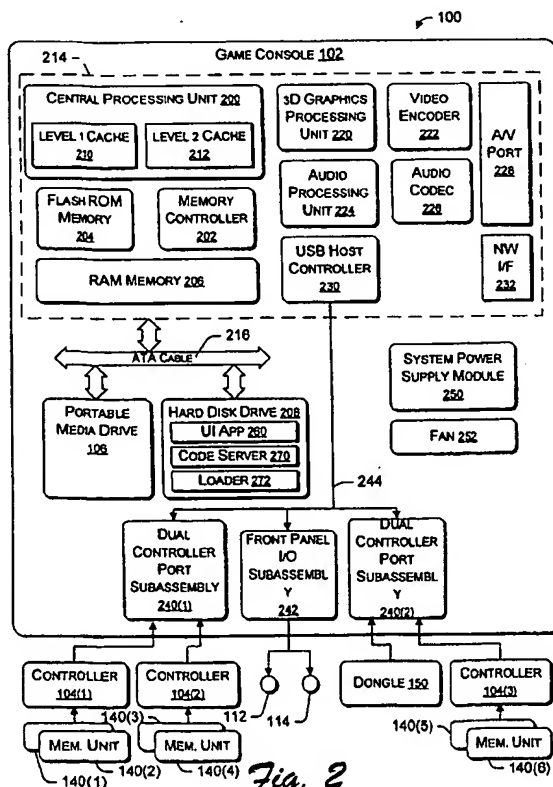 100
214
GAME CONSOLE 102
CENTRAL PROCESSING UNIT 200
LEVEL 1 CACHE
210
LEVEL 2 CACHE
212
3D GRAPHICS
PROCESSING
UNIT 220
VIDEO
ENCODER
222
A/V
PORT
228
FLASH ROM
MEMORY
204
MEMORY
CONTROLLER
202
AUDIO
PROCESSING
UNIT 224
AUDIO
CODEC
226
RAM MEMORY 206
USB HOST
CONTROLLER
230
NW
I/F
232
216
ATA CABLE
PORTABLE
MEDIA DRIVE
106
HARD DISK DRIVE 208
UI APP 260
CODE SERVER
270
LOADER 272
SYSTEM POWER
SUPPLY MODULE
250
FAN 252
244
DUAL
CONTROLLER
PORT
SUBASSEMBLY
240(1)
FRONT PANEL
I/O
SUBASSEMBL
Y
242
DUAL
CONTROLLER
PORT
SUBASSEMBL
Y
240(2)
CONTROLLER
104(1)
CONTROLLER
104(2)
112
114
DONGLE 150
CONTROLLER
104(3)
140(3)
140(5)
MEM. UNIT
MEM. UNIT
MEM. UNIT
140(2)
140(4)
140(6)
140(1)
Fig. 2